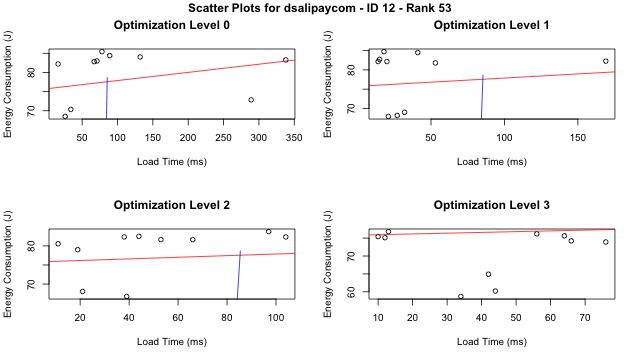 Scatter Plots for dsalipaycom - ID 12 - Rank 53
Optimization Level 0
Energy Consumption (J)
80
70
50 100 150 200 250 300 350
Load Time (ms)
Optimization Level 1
Energy Consumption (J)
80
70
50 100 150
Load Time (ms)
Optimization Level 2
Energy Consumption (J)
80
70
20 40 60 80 100
Load Time (ms)
Optimization Level 3
Energy Consumption (J)
70
60
10 20 30 40 50 60 70
Load Time (ms)